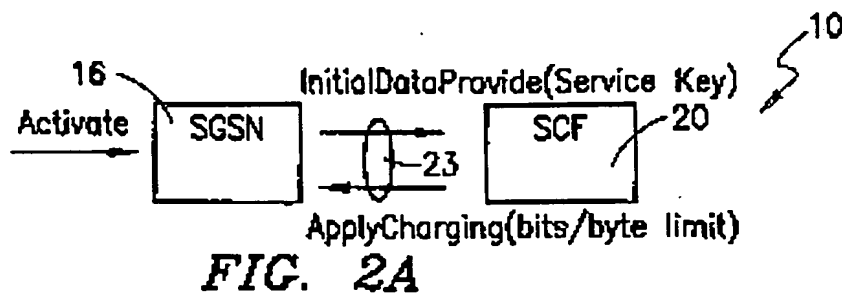 10
16
InitialDataProvide(Service Key)
Activate
SGSN
SCF
20
23
ApplyCharging(bits/byte limit)
FIG. 2A